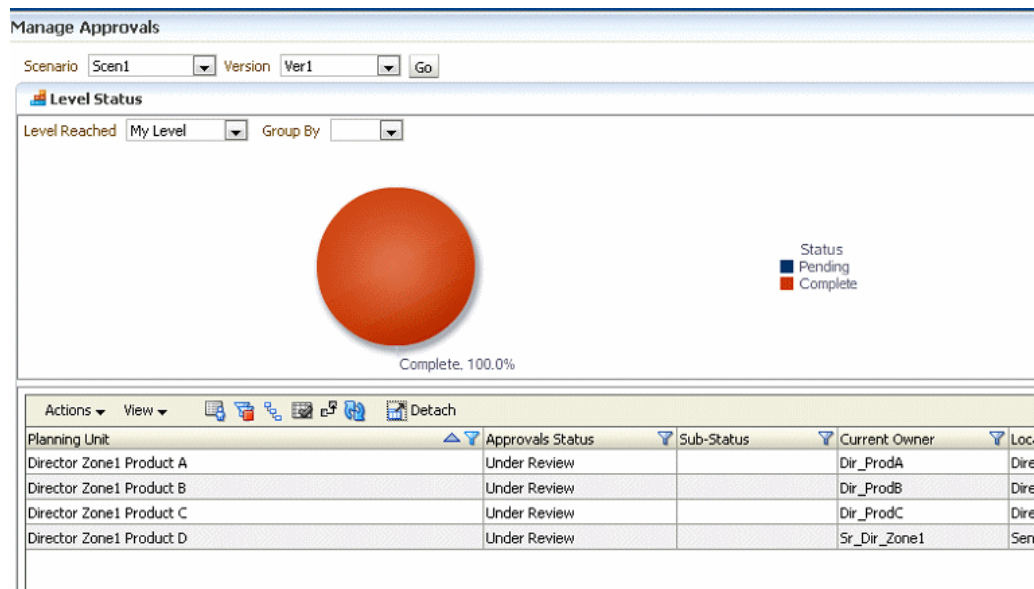 Manage Approvals
Scenario Scen1 Version Ver1 Go
Level Status
Level Reached My Level Group By
Status
Pending
Complete
Complete, 100.0%
Actions View Detach
Planning Unit Approvals Status Sub-Status Current Owner
Director Zone1 Product A Under Review Dir_ProdA
Director Zone1 Product B Under Review Dir_ProdB
Director Zone1 Product C Under Review Dir_ProdC
Director Zone1 Product D Under Review Sr_Dir_Zone1